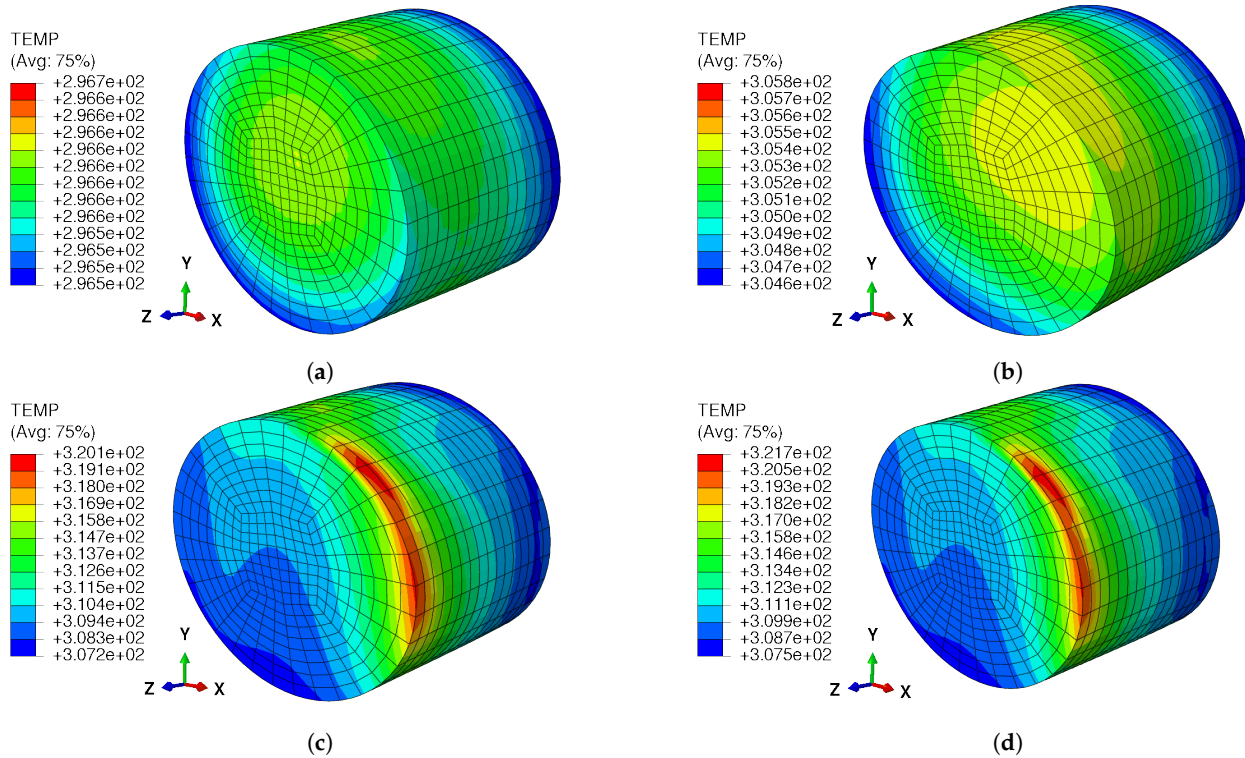 TEMP
(Avg: 75%)
+2.967e+02
+2.966e+02
+2.966e+02
+2.966e+02
+2.966e+02
+2.966e+02
+2.966e+02
+2.966e+02
+2.966e+02
+2.965e+02
+2.965e+02
+2.965e+02
+2.965e+02
Y
Z
X
(a)
TEMP
(Avg: 75%)
+3.058e+02
+3.057e+02
+3.055e+02
+3.054e+02
+3.053e+02
+3.052e+02
+3.051e+02
+3.050e+02
+3.049e+02
+3.048e+02
+3.047e+02
+3.046e+02
Y
Z
X
(b)
TEMP
(Avg: 75%)
+3.201e+02
+3.191e+02
+3.180e+02
+3.169e+02
+3.158e+02
+3.147e+02
+3.137e+02
+3.126e+02
+3.115e+02
+3.104e+02
+3.094e+02
+3.083e+02
+3.072e+02
Y
Z
X
(c)
TEMP
(Avg: 75%)
+3.217e+02
+3.205e+02
+3.193e+02
+3.182e+02
+3.170e+02
+3.158e+02
+3.146e+02
+3.134e+02
+3.123e+02
+3.111e+02
+3.099e+02
+3.087e+02
+3.075e+02
Y
Z
X
(d)